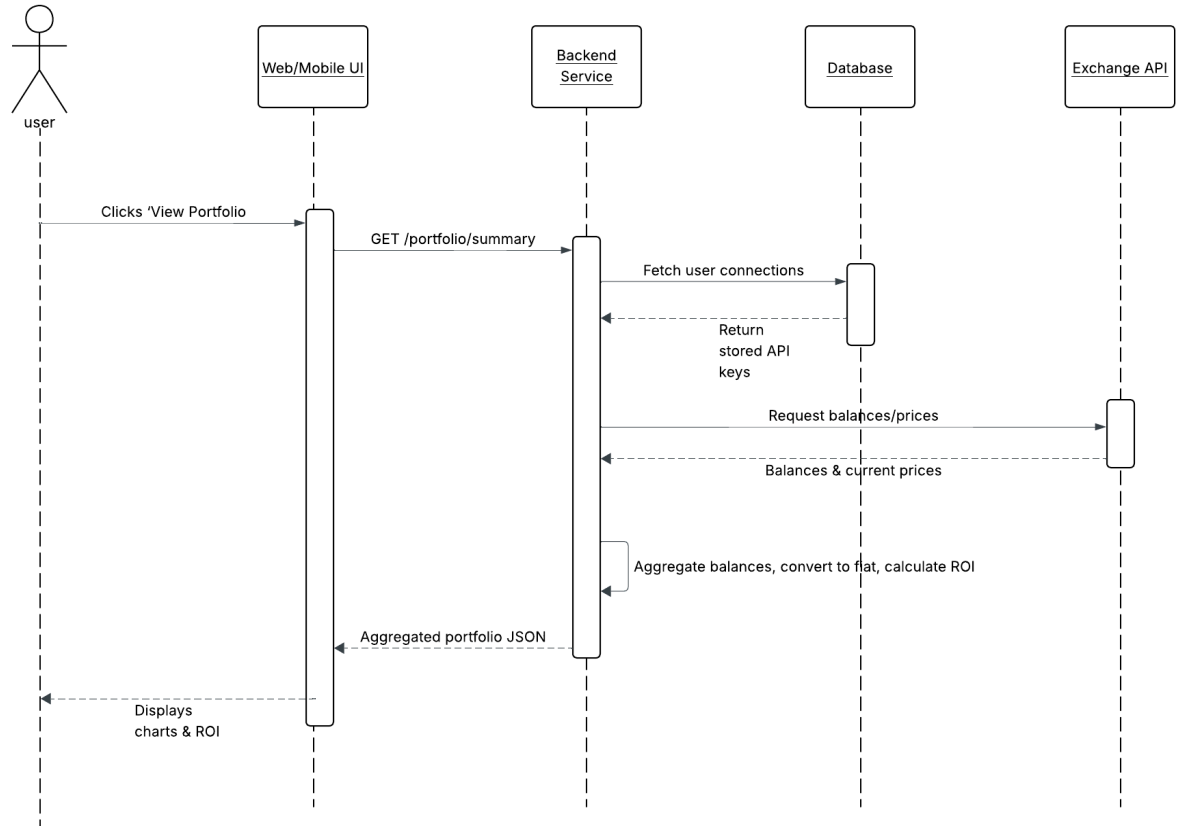 user
Web/Mobile UI
Backend
Service
Database
Exchange API
Clicks ‘View Portfolio
GET /portfolio/summary
Fetch user connections
Return
stored API
keys
Request balances/prices
Balances & current prices
Aggregate balances, convert to fiat, calculate ROI
Aggregated portfolio JSON
Displays
charts & ROI